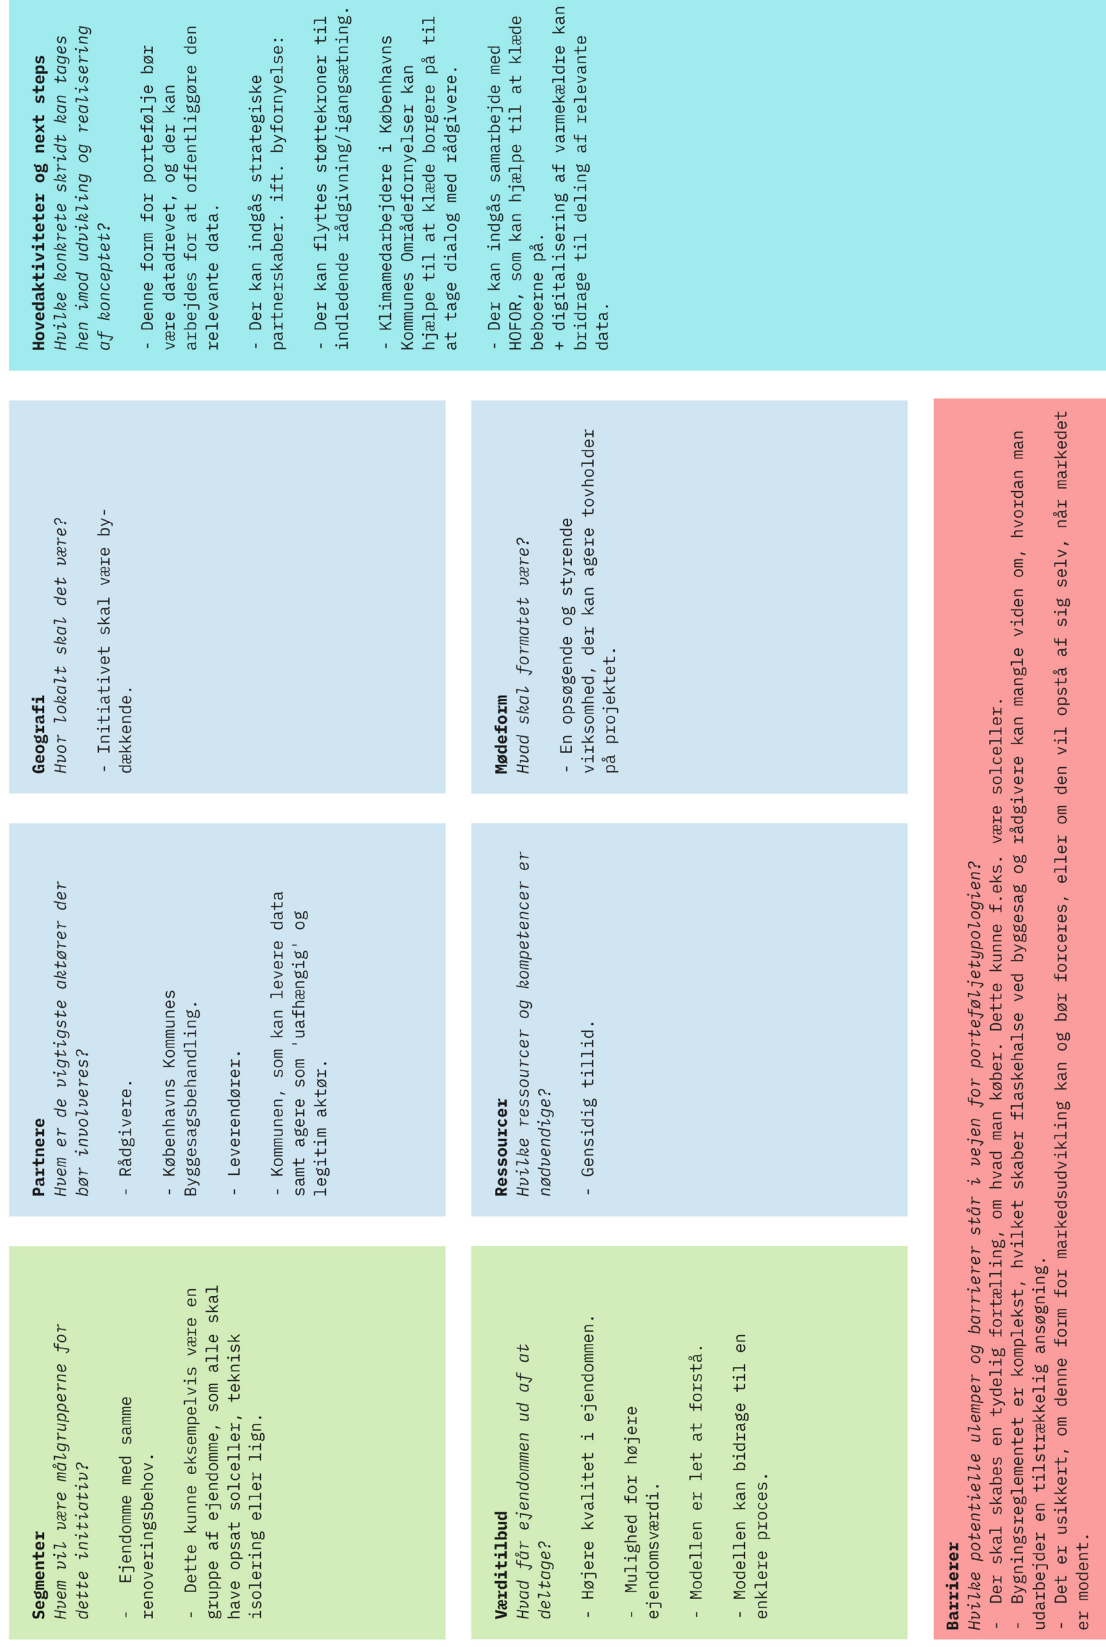 Segmenter
Hvem vil være målgrupperne for
dette initiativ?
- Ejendomme med samme
renoveringsbehov.
- Dette kunne eksempelvis være en
gruppe af ejendomme, som alle skal
have opsat solceller, teknisk
isolering eller lign.
Partnere
Hvem er de vigtigste aktører der
bør involveres?
- Rådgivere.
- Københavns Kommunes
Byggesagsbehandling.
- Leverendører.
- Kommunen, som kan levere data
samt agere som 'uafhængig' og
legitim aktør.
Geografi
Hvor lokalt skal det være?
- Initiativet skal være by-
dækkende.
Hovedaktiviteter og next steps
Hvilke konkrete skridt kan tages
hen imod udvikling og realisering
af konceptet?
- Denne form for portefølje bør
være datadrevet, og der kan
arbejdes for at offentliggøre den
relevante data.
- Der kan indgås strategiske
partnerskaber. ift. byfornyelse:
- Der kan flyttes støttekroner til
indledende rådgivning/igangsætning.
- Klimamedarbejdere i Københavns
Kommunes Områdefornyelser kan
hjælpe til at klæde borgere på til
at tage dialog med rådgivere.
- Der kan indgås samarbejde med
HOFOR, som kan hjælpe til at klæde
beboerne på.
+ digitalisering af varmekældre kan
bridrage til deling af relevante
data.
Værditilbud
Hvad får ejendommen ud af at
deltage?
- Højere kvalitet i ejendommen.
- Mulighed for højere
ejendomsværdi.
- Modellen er let at forstå.
- Modellen kan bidrage til en
enklere proces.
Ressourcer
Hvilke ressourcer og kompetencer er
nødvendige?
- Gensidig tillid.
Mødeform
Hvad skal formatet være?
- En opsøgende og styrende
virksomhed, der kan agere tovholder
på projektet.
Barrierer
Hvilke potentielle ulemper og barrierer står i vejen for porteføljetypologien?
- Der skal skabes en tydelig fortælling, om hvad man køber. Dette kunne f.eks. være solceller.
- Bygningsreglementet er komplekst, hvilket skaber flaskehalse ved byggesag og rådgivere kan mangle viden om, hvordan man
udarbejder en tilstrækkelig ansøgning.
- Det er usikkert, om denne form for markedsudvikling kan og bør forceres, eller om den vil opstå af sig selv, når markedet
er modent.